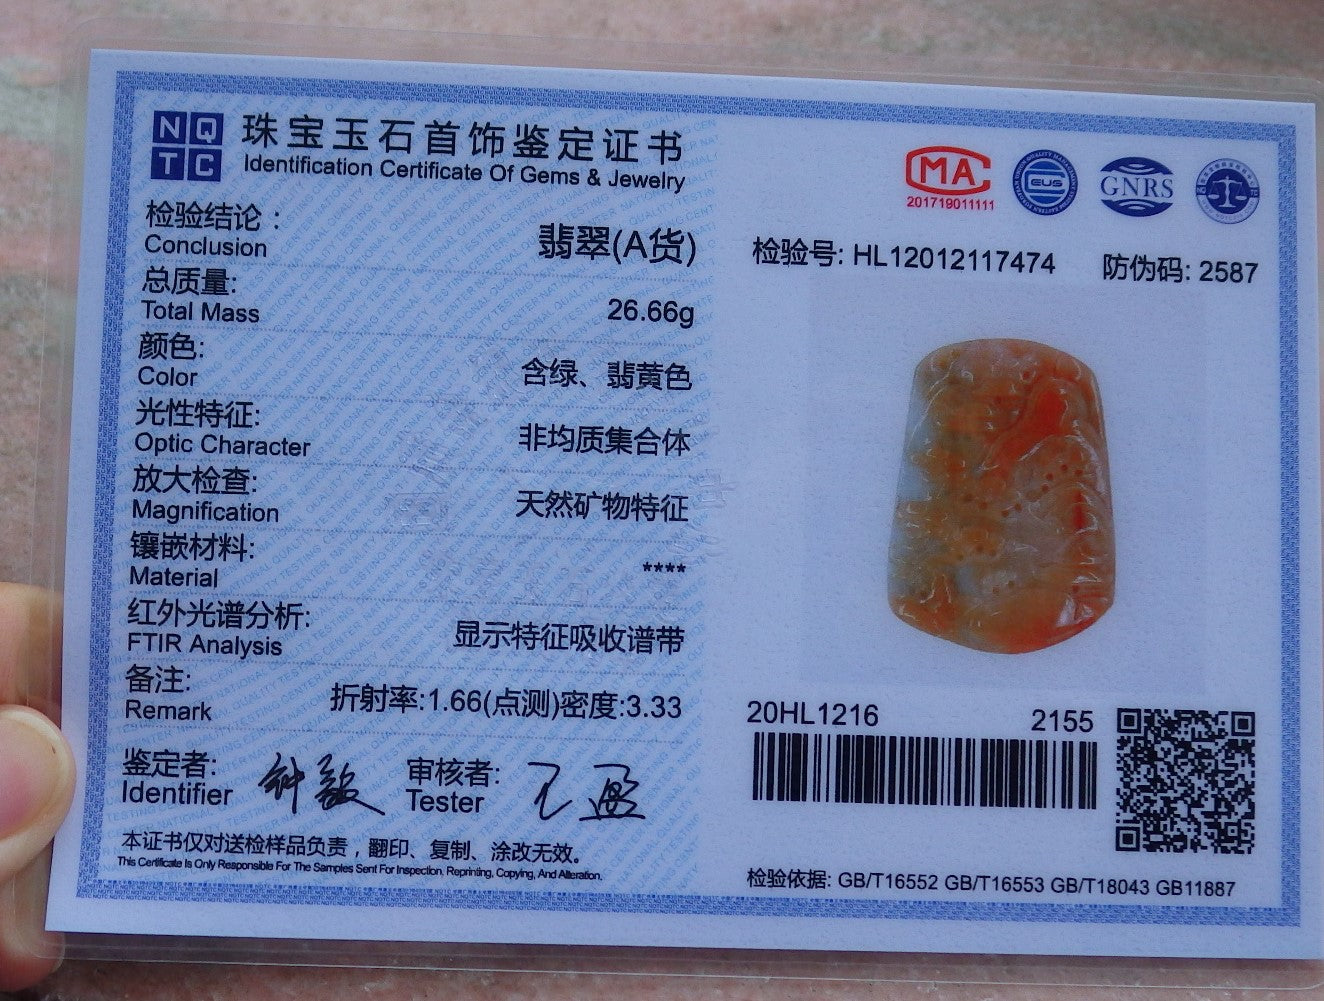 NQ
TC
珠宝玉石首饰鉴定证书
Identification Certificate Of Gems & Jewelry
检验结论：
Conclusion
翡翠(A货)
总质量:
Total Mass
26.66g
颜色:
Color
含绿、翡黄色
光性特征:
Optic Character
非均质集合体
放大检查:
Magnification
天然矿物特征
镶嵌材料:
Material
****
红外光谱分析:
FTIR Analysis
显示特征吸收谱带
备注:
Remark
折射率:1.66(点测)密度:3.33
鉴定者:
Identifier
审核者:
Tester
本证书仅对送检样品负责，翻印、复制、涂改无效。
This Certificate Is Only Responsible For The Samples Sent For Inspection, Reprinting, Copying, And Alteration.
MA
201719011111
EUS
GNRS
检验号: HL12012117474
防伪码: 2587
20HL1216
2155
检验依据: GB/T16552 GB/T16553 GB/T18043 GB11887